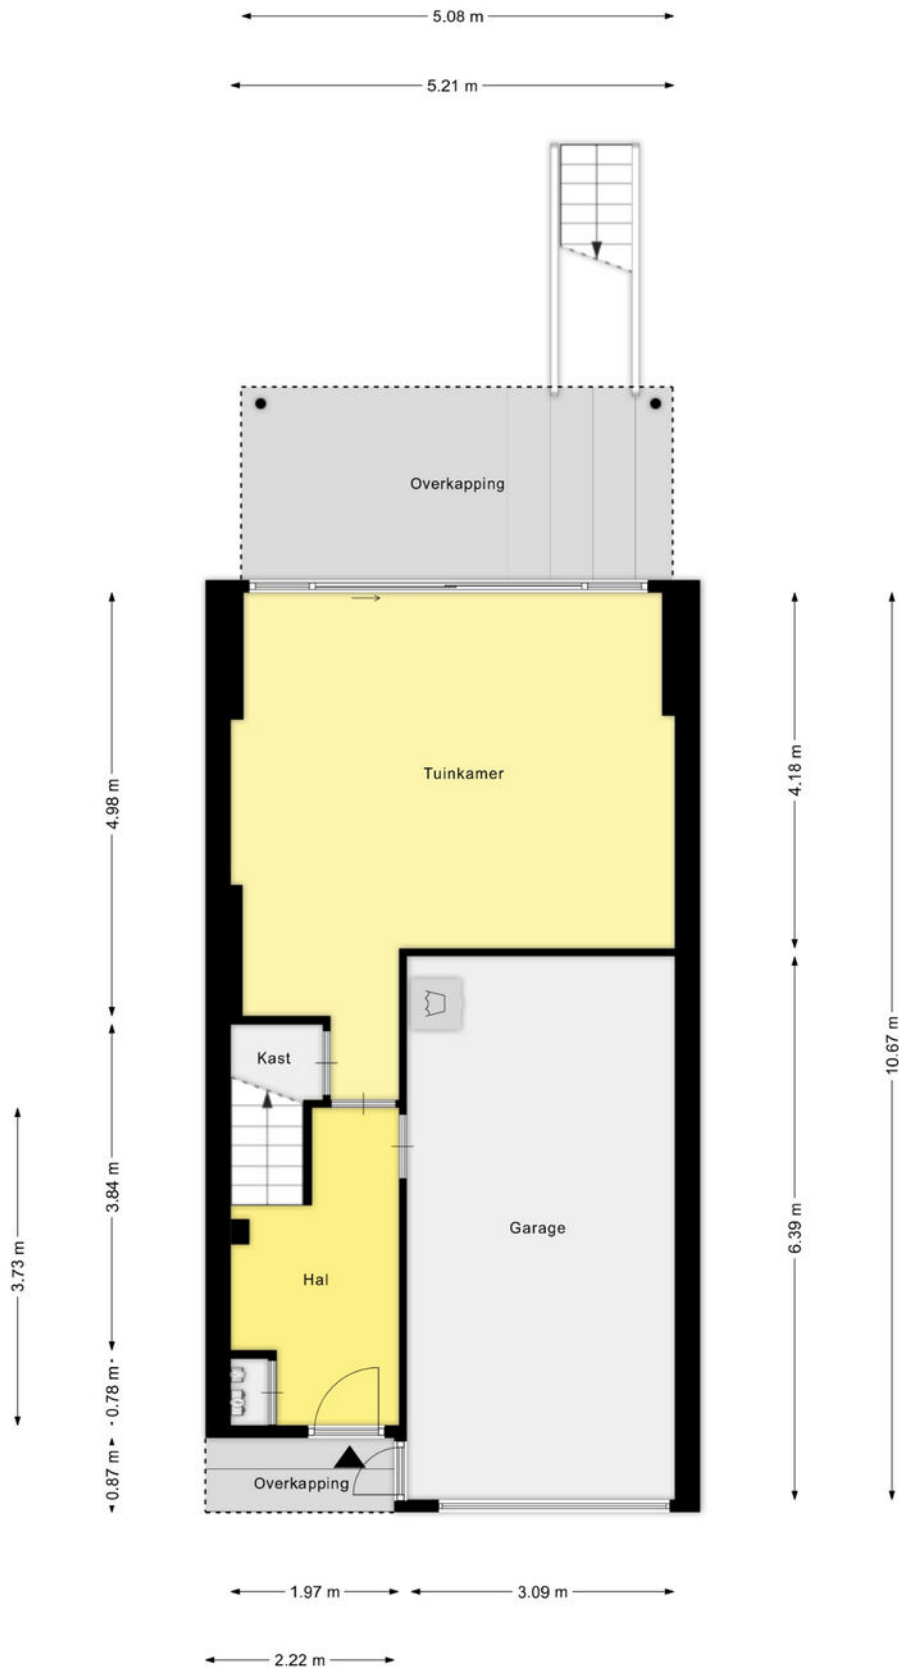 5.08 m
5.21 m
Overkapping
Tuinkamer
4.98 m
4.18 m
10.67 m
Kast
3.84 m
Garage
6.39 m
3.73 m
Hal
0.78 m
0.87 m
Overkapping
1.97 m
3.09 m
2.22 m